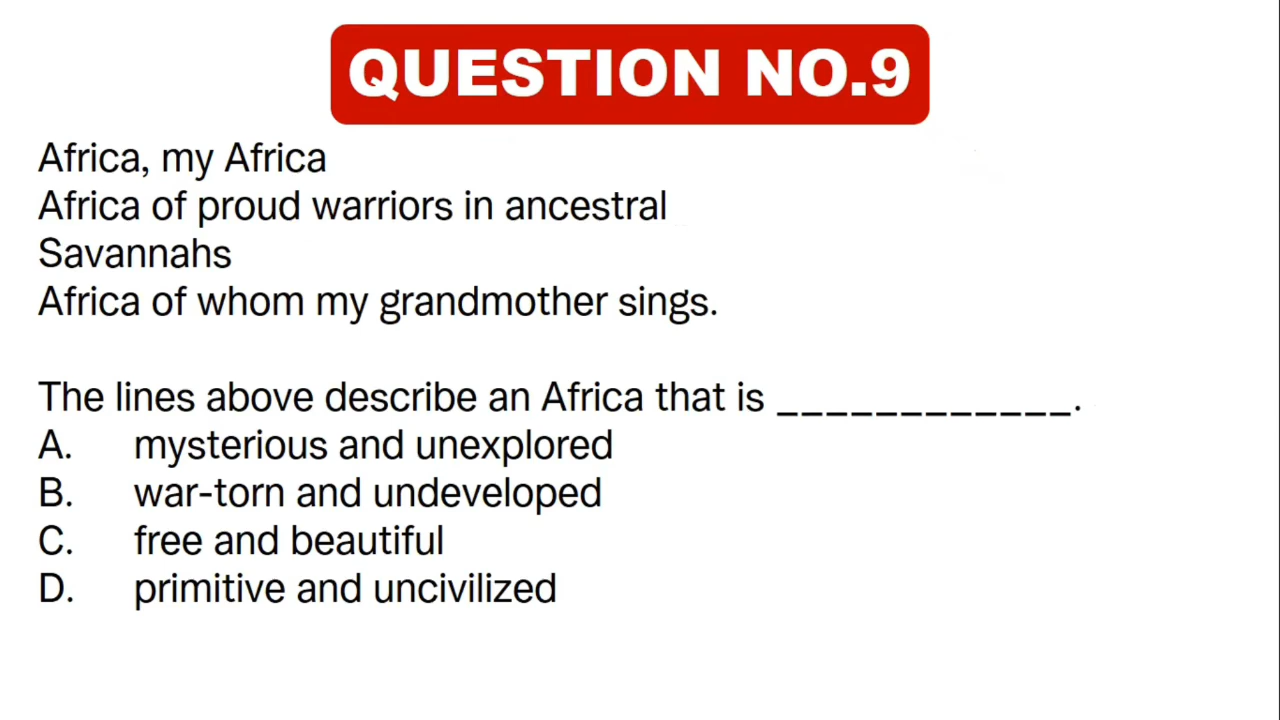 QUESTION NO.9
Africa, my Africa
Africa of proud warriors in ancestral
Savannahs
Africa of whom my grandmother sings.
The lines above describe an Africa that is ____________.
A. mysterious and unexplored
B. war-torn and undeveloped
C. free and beautiful
D. primitive and uncivilized